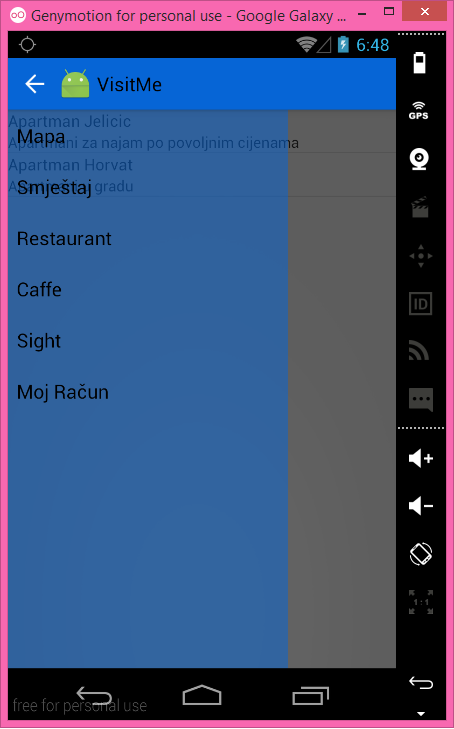 Genymotion for personal use - Google Galaxy ...
6:48
GPS
VisitMe
Apartman Jelicic
Mapa
Apartmani za najam po povoljnim cijenama
Apartman Horvat
Smještaj
gradu
Restaurant
Caffe
Sight
Moj Račun
ID
1:1
free for personal use